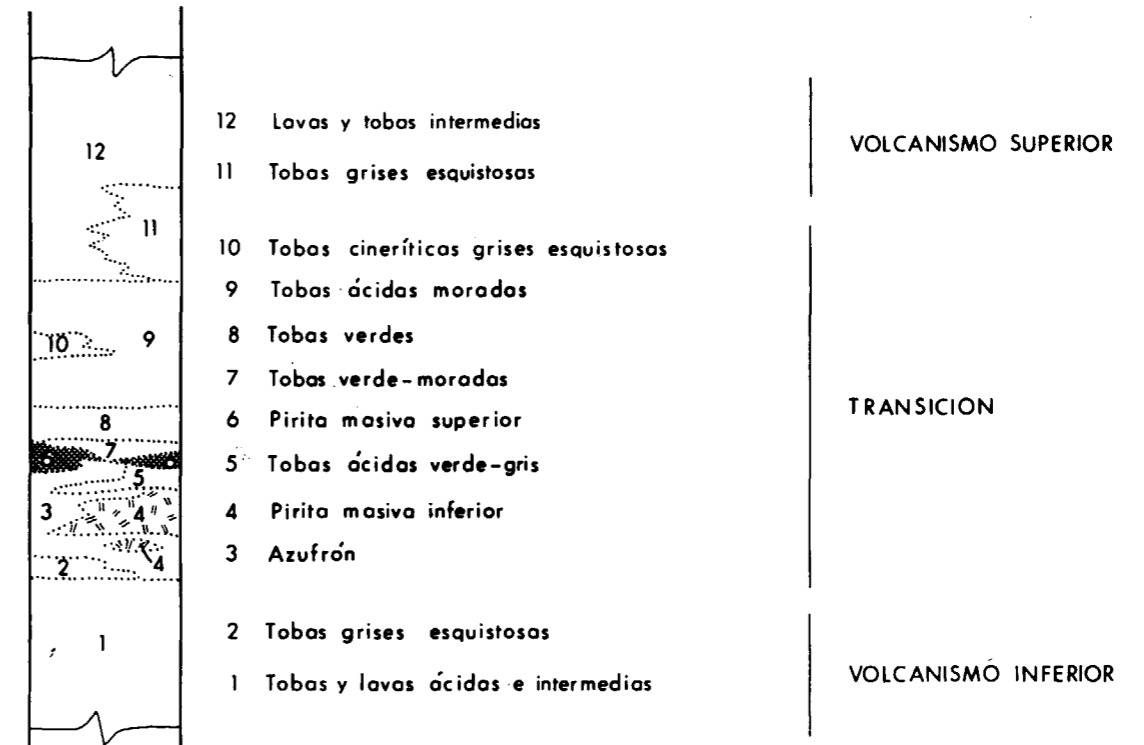 12
11
10 9
8
7
6 6
5
3 4
4
2
1
12 Lavas y tobas intermedias
11 Tobas grises esquistosas
VOLCANISMO SUPERIOR
10 Tobas cineríticas grises esquistosas
9 Tobas ácidas moradas
8 Tobas verdes
7 Tobas verde-moradas
6 Pirita masiva superior
5 Tobas ácidas verde-gris
4 Pirita masiva inferior
3 Azufrón
TRANSICION
2 Tobas grises esquistosas
1 Tobas y lavas ácidas e intermedias
VOLCANISMO INFERIOR